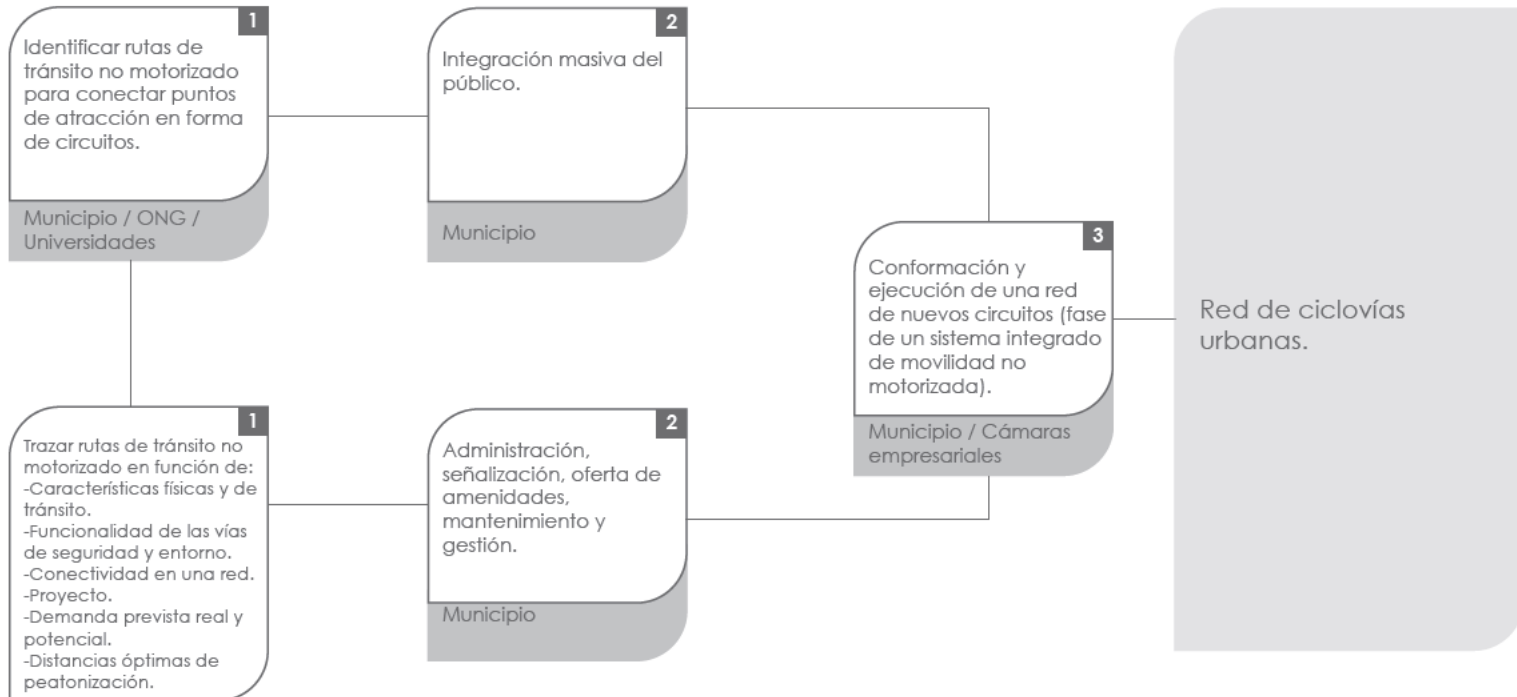 1
Identificar rutas de
tránsito no motorizado
para conectar puntos
de atracción en forma
de circuitos.
Municipio / ONG /
Universidades
2
Integración masiva del
público.
Municipio
1
Trazar rutas de tránsito no
motorizado en función de:
-Características físicas y de
tránsito.
-Funcionalidad de las vías
de seguridad y entorno.
-Conectividad en una red.
-Proyecto.
-Demanda prevista real y
potencial.
-Distancias óptimas de
peatonización.
2
Administración,
señalización, oferta de
amenidades,
mantenimiento y
gestión.
Municipio
3
Conformación y
ejecución de una red
de nuevos circuitos (fase
de un sistema integrado
de movilidad no
motorizada).
Municipio / Cámaras
empresariales
Red de ciclovías
urbanas.